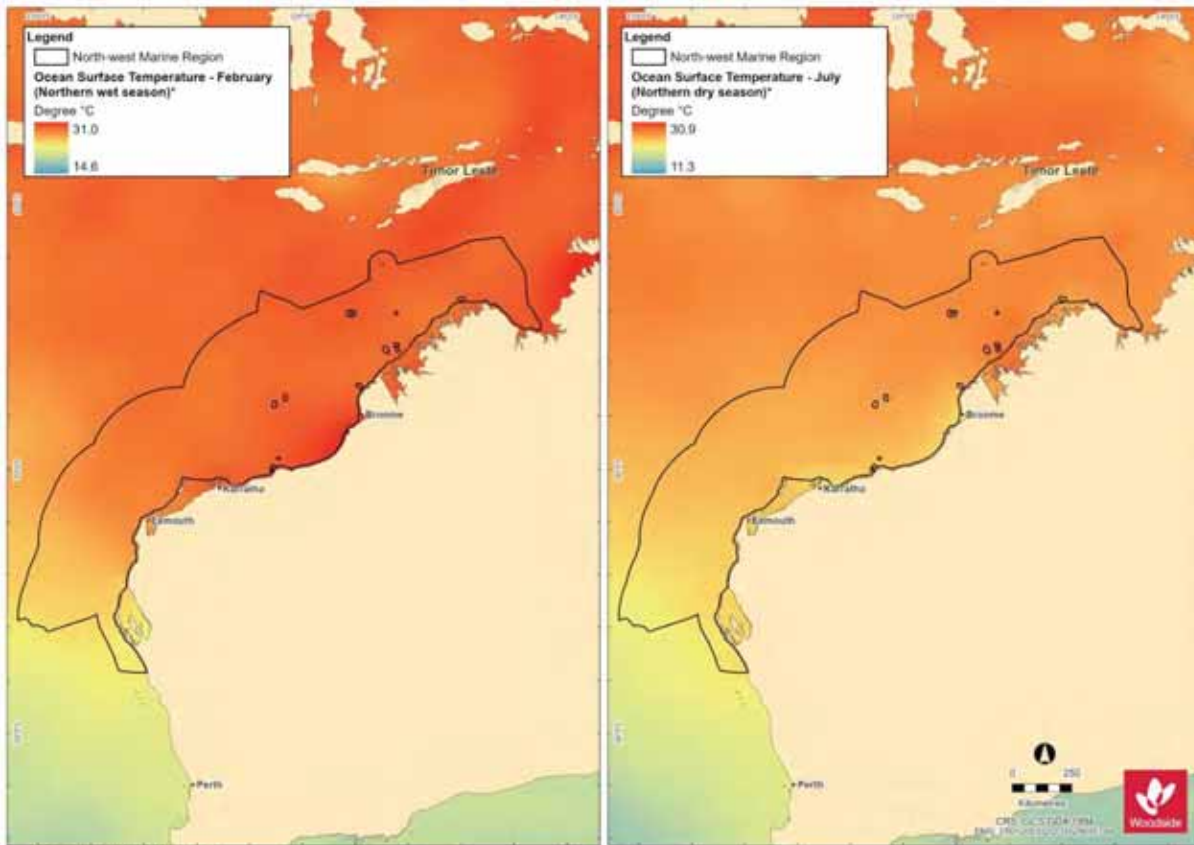 Legend
North-west Marine Region
Ocean Surface Temperature - February
(Northern wet season)*
Degree °C
31.0
14.6
Timor Leste
Broome
Karratha
Exmouth
Perth
Legend
North-west Marine Region
Ocean Surface Temperature - July
(Northern dry season)*
Degree °C
30.9
11.3
Timor Leste
Broome
Karratha
Exmouth
Perth
0 250
Kilometres
Woodside